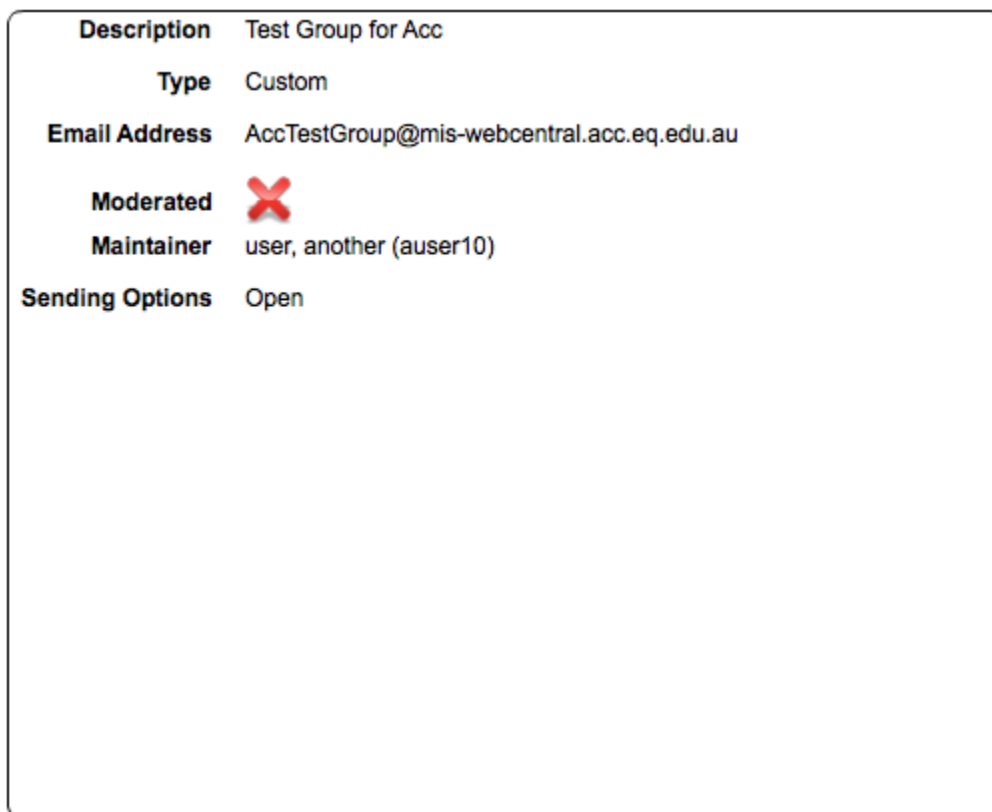 Description Test Group for Acc
Type Custom
Email Address AccTestGroup@mis-webcentral.acc.eq.edu.au
Moderated
Maintainer user, another (auser10)
Sending Options Open